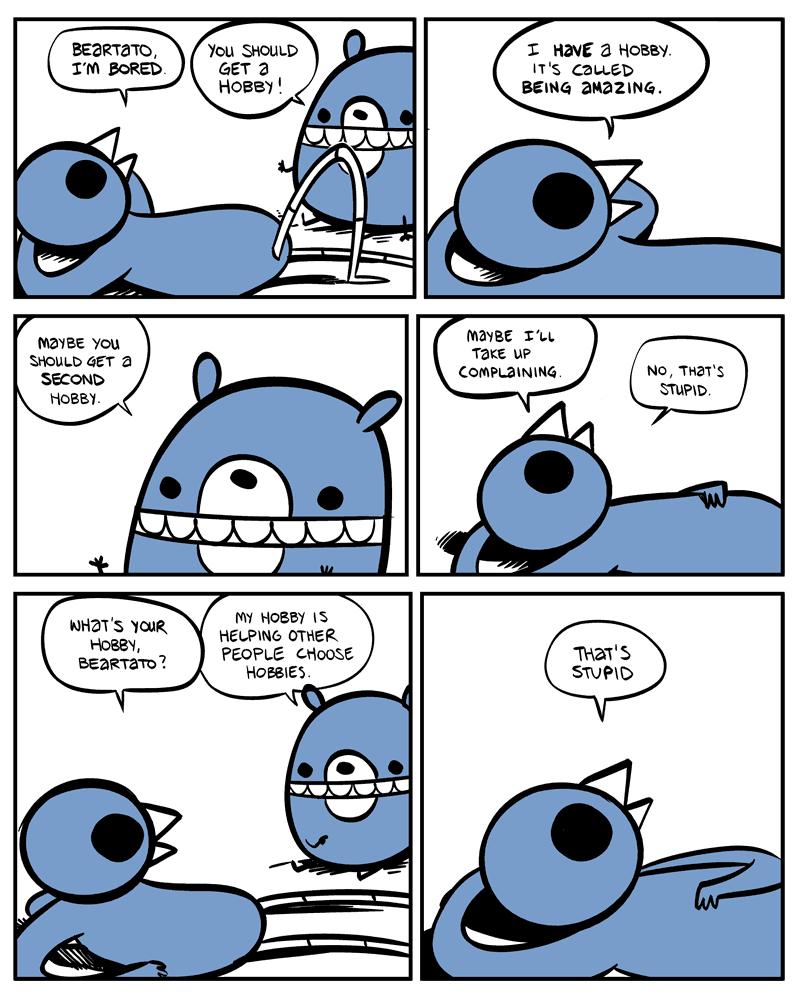 BEARTATO,
I'M BORED.
YOU SHOULD
GET A
HOBBY!
I HAVE A HOBBY.
IT'S CALLED
BEING AMAZING.
MAYBE YOU
SHOULD GET A
SECOND
HOBBY.
MAYBE I'LL
TAKE UP
COMPLAINING.
NO, THAT'S
STUPID.
WHAT'S YOUR
HOBBY,
BEARTATO?
MY HOBBY IS
HELPING OTHER
PEOPLE CHOOSE
HOBBIES.
THAT'S
STUPID